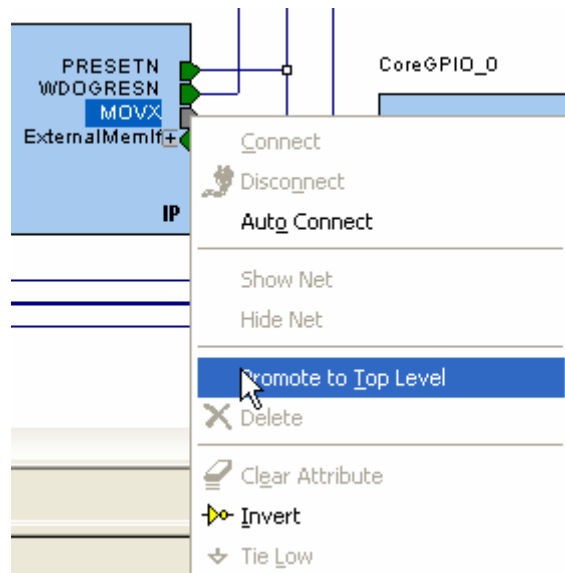 PRESETN
WDOGRESN
MOVX
ExternalMemIf
IP
CoreGPIO_0
Connect
Disconnect
Auto Connect
Show Net
Hide Net
Promote to Top Level
Delete
Clear Attribute
Invert
Tie Low